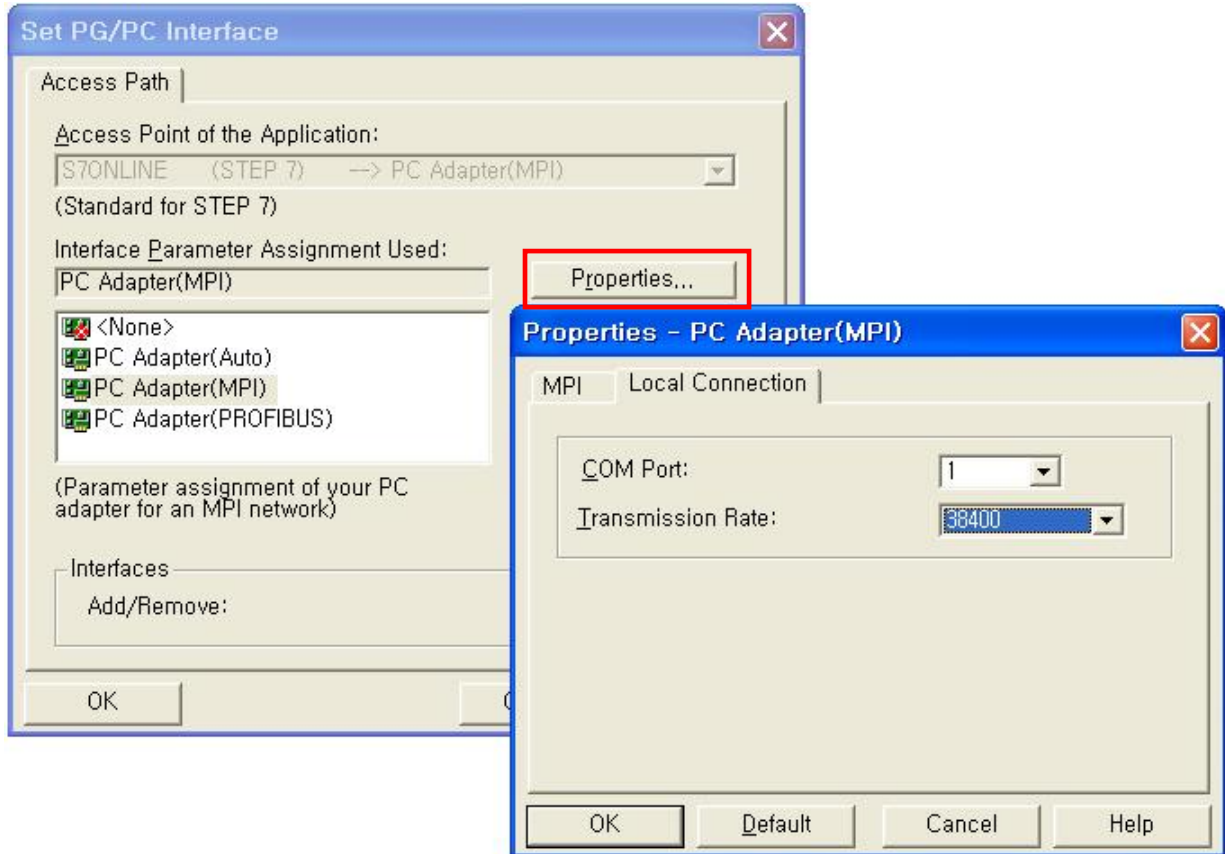 Set PG/PC Interface
Access Path
Access Point of the Application:
S7ONLINE (STEP 7) --> PC Adapter(MPI)
(Standard for STEP 7)
Interface Parameter Assignment Used:
PC Adapter(MPI)
Properties...
<None>
PC Adapter(Auto)
PC Adapter(MPI)
PC Adapter(PROFIBUS)
(Parameter assignment of your PC
adapter for an MPI network)
Interfaces
Add/Remove:
OK
Properties - PC Adapter(MPI)
MPI
Local Connection
COM Port:
1
Transmission Rate:
38400
OK
Default
Cancel
Help